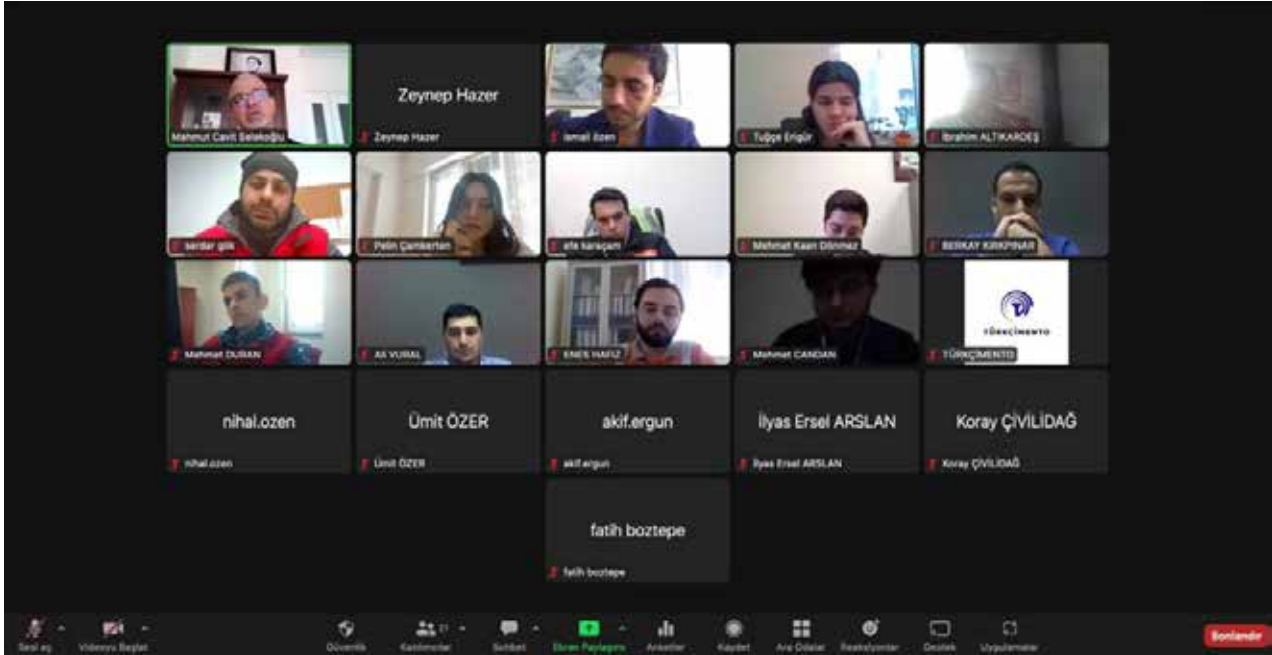 Mahmut Cavit Selekoğlu
Zeynep Hazer
Zeynep Hazer
ismail özen
Tuğçe Erigür
İbrahim ALTIKARDEŞ
serdar gök
Pelin Çamkerten
efe karaçam
Mehmet Kaan Dönmez
BERKAY KIRKPINAR
Mehmet DURAN
Ali VURAL
ENES HAFIZ
Mehmet CANDAN
TÜRKÇİMENTO
TÜRKÇİMENTO
nihal.ozen
nihal.ozen
Ümit ÖZER
Ümit ÖZER
akif.ergun
akif.ergun
İlyas Ersel ARSLAN
İlyas Ersel ARSLAN
Koray ÇİVİLİDAĞ
Koray ÇİVİLİDAĞ
fatih boztepe
fatih boztepe
Sesi aç
Videoyu Başlat
Güvenlik
Katılımcılar
21
Sohbet
Ekran Paylaşımı
Anketler
Kaydet
Ara Odalar
Reaksiyonlar
Destek
Uygulamalar
Sonlandır